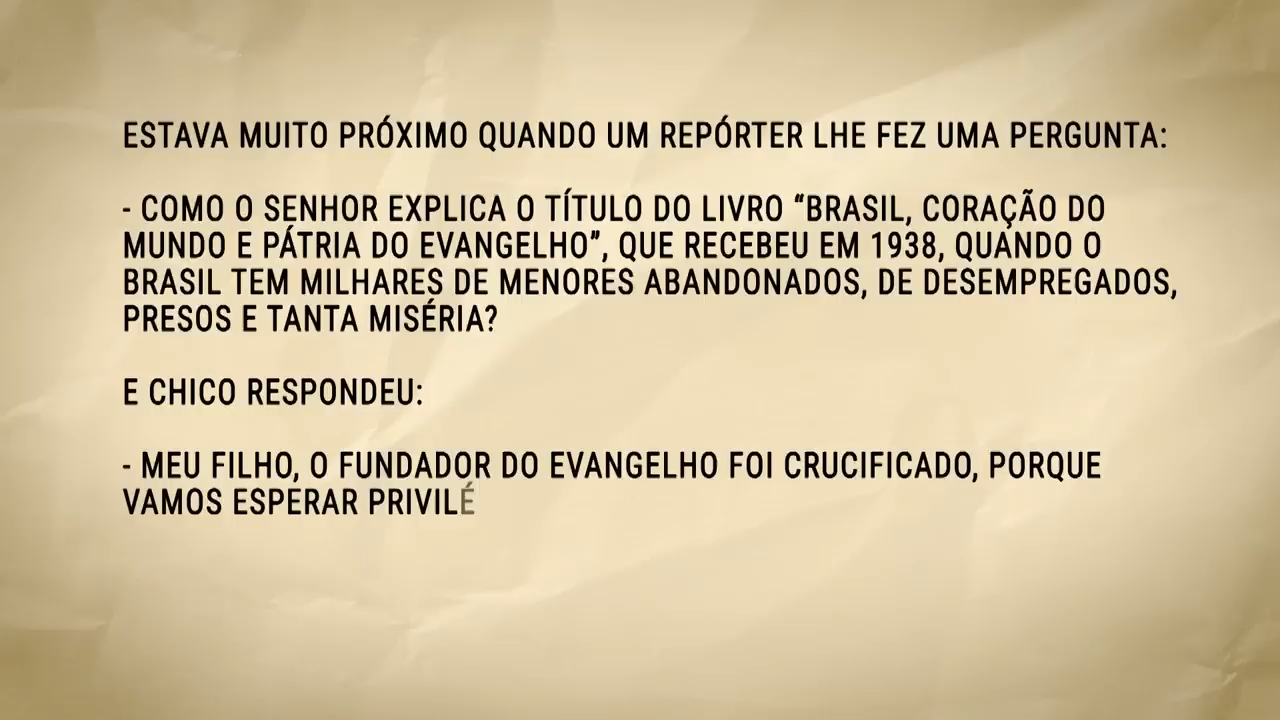 ESTAVA MUITO PRÓXIMO QUANDO UM REPÓRTER LHE FEZ UMA PERGUNTA:
- COMO O SENHOR EXPLICA O TÍTULO DO LIVRO “BRASIL, CORAÇÃO DO
MUNDO E PÁTRIA DO EVANGELHO”, QUE RECEBEU EM 1938, QUANDO O
BRASIL TEM MILHARES DE MENORES ABANDONADOS, DE DESEMPREGADOS,
PRESOS E TANTA MISÉRIA?
E CHICO RESPONDEU:
- MEU FILHO, O FUNDADOR DO EVANGELHO FOI CRUCIFICADO, PORQUE
VAMOS ESPERAR PRIVILÉ